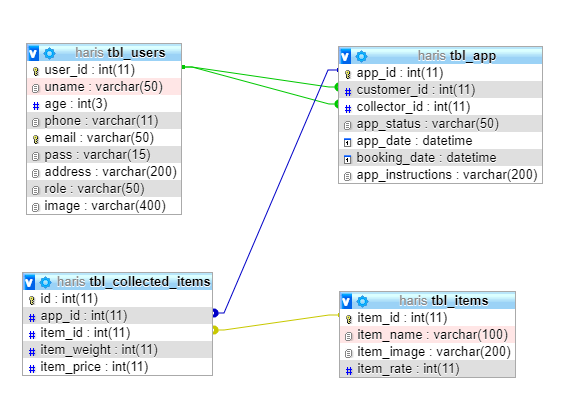 haris tbl_users
user_id : int(11)
uname : varchar(50)
age : int(3)
phone : varchar(11)
email : varchar(50)
pass : varchar(15)
address : varchar(200)
role : varchar(50)
image : varchar(400)
haris tbl_app
app_id : int(11)
customer_id : int(11)
collector_id : int(11)
app_status : varchar(50)
app_date : datetime
booking_date : datetime
app_instructions : varchar(200)
haris tbl_collected_items
id : int(11)
app_id : int(11)
item_id : int(11)
item_weight : int(11)
item_price : int(11)
haris tbl_items
item_id : int(11)
item_name : varchar(100)
item_image : varchar(200)
item_rate : int(11)